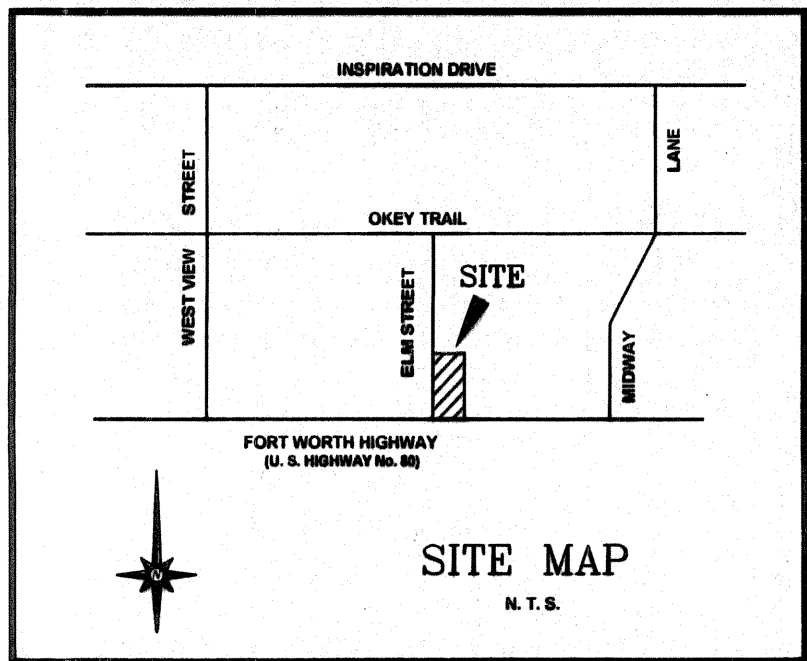 INSPIRATION DRIVE
STREET
LANE
OKEY TRAIL
WEST VIEW
ELM STREET
SITE
MIDWAY
FORT WORTH HIGHWAY
(U. S. HIGHWAY No. 80)
N
SITE MAP
N. T. S.